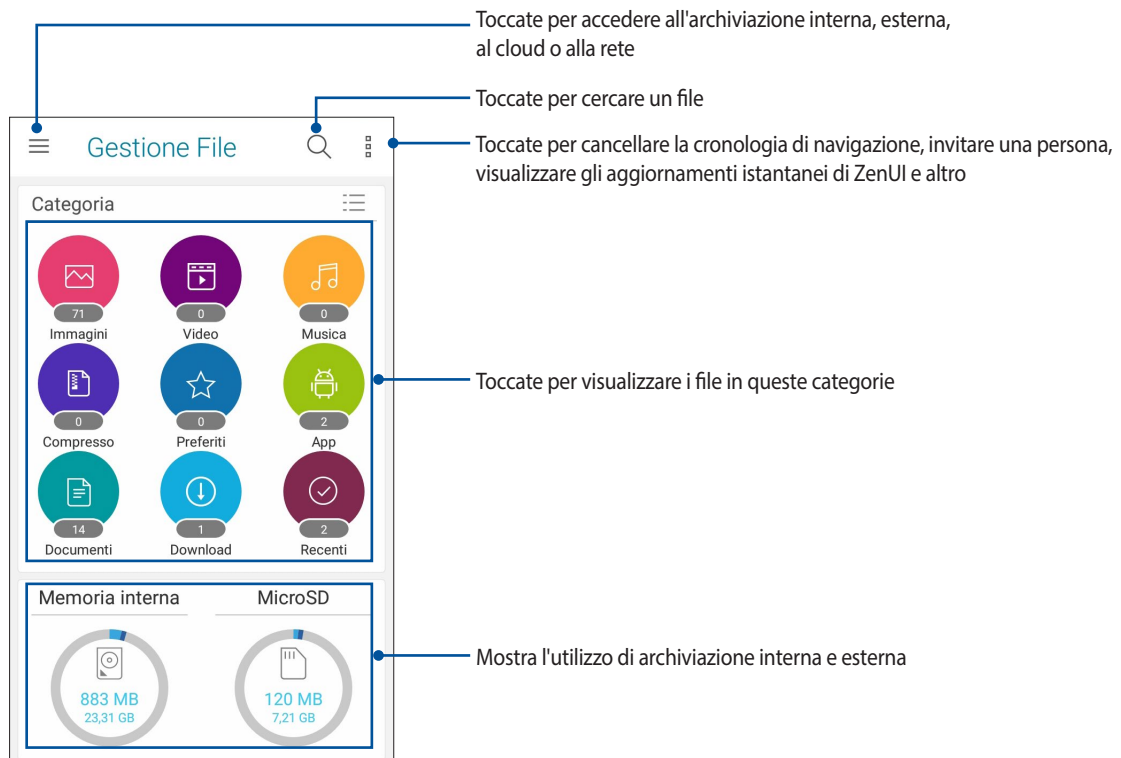 Toccate per accedere all'archiviazione interna, esterna,
al cloud o alla rete
Toccate per cercare un file
Gestione File
Toccate per cancellare la cronologia di navigazione, invitare una persona,
visualizzare gli aggiornamenti istantanei di ZenUI e altro
Categoria
71 0 0
Immagini Video Musica
Toccate per visualizzare i file in queste categorie
0 0 2
Compresso Preferiti App
14 1 2
Documenti Download Recenti
Memoria interna MicroSD
Mostra l'utilizzo di archiviazione interna e esterna
883 MB 120 MB
23,31 GB 7,21 GB